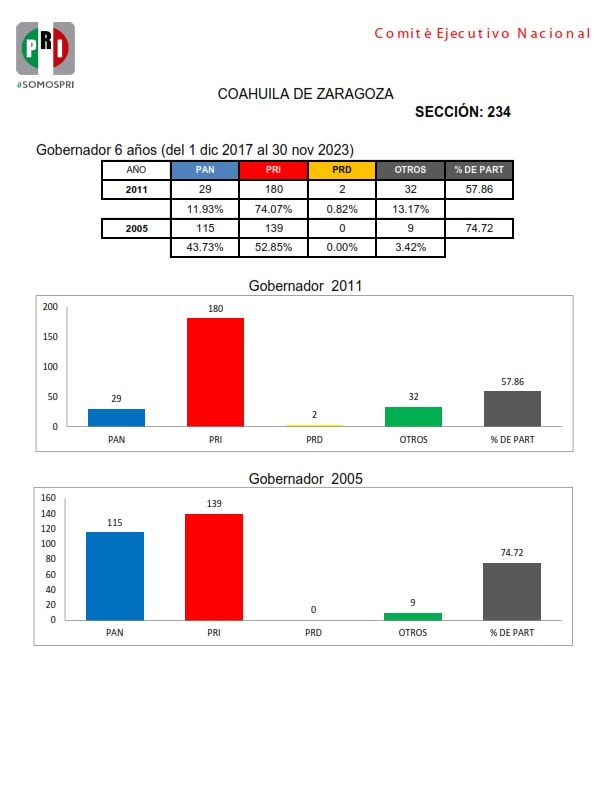 Comité Ejecutivo Nacional
PRI
#SOMOSPRI
COAHUILA DE ZARAGOZA
SECCIÓN: 234
Gobernador 6 años (del 1 dic 2017 al 30 nov 2023)
AÑO PAN PRI PRD OTROS % DE PART
2011 29 180 2 32 57.86
11.93% 74.07% 0.82% 13.17%
2005 115 139 0 9 74.72
43.73% 52.85% 0.00% 3.42%
Gobernador 2011
200
150
100
50
0
29 180 2 32 57.86
PAN PRI PRD OTROS % DE PART
Gobernador 2005
160
140
120
100
80
60
40
20
0
115 139 0 9 74.72
PAN PRI PRD OTROS % DE PART